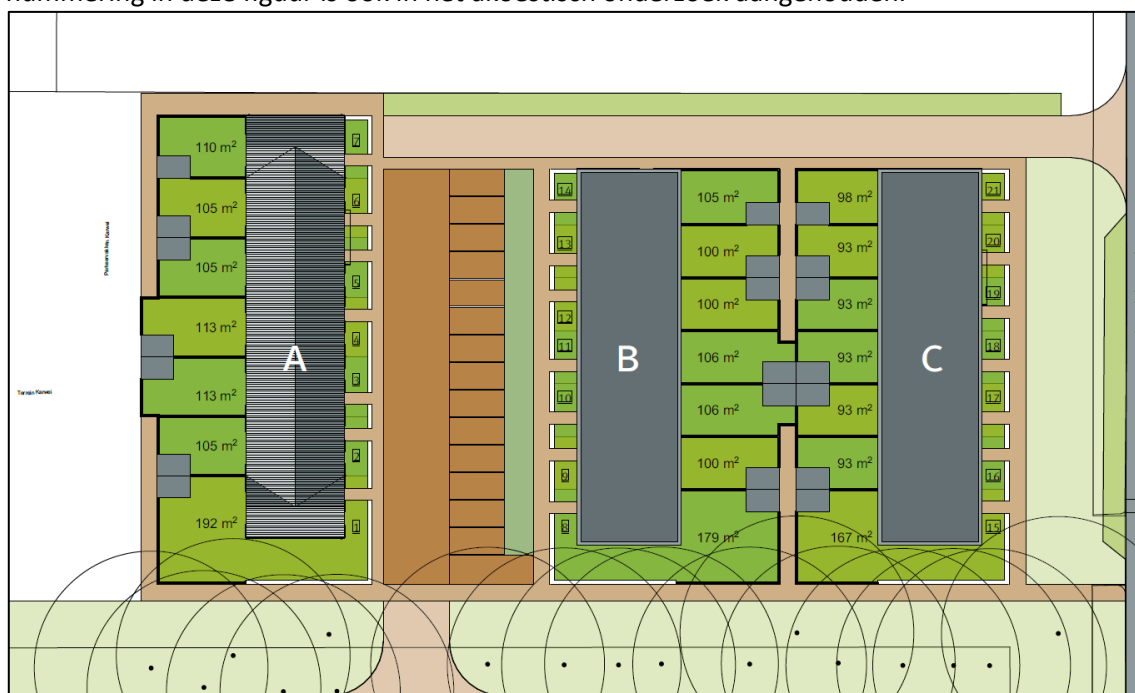 nummering in deze figuur is ook in het akoestisch onderzoek aangehouden.
Karwei
Terrein Karwei
110 m²
105 m²
105 m²
113 m²
113 m²
105 m²
192 m²
A
7
6
5
4
3
2
1
14
13
12
11
10
9
8
B
105 m²
100 m²
100 m²
106 m²
106 m²
100 m²
179 m²
98 m²
93 m²
93 m²
93 m²
93 m²
93 m²
167 m²
C
21
20
19
18
17
16
15